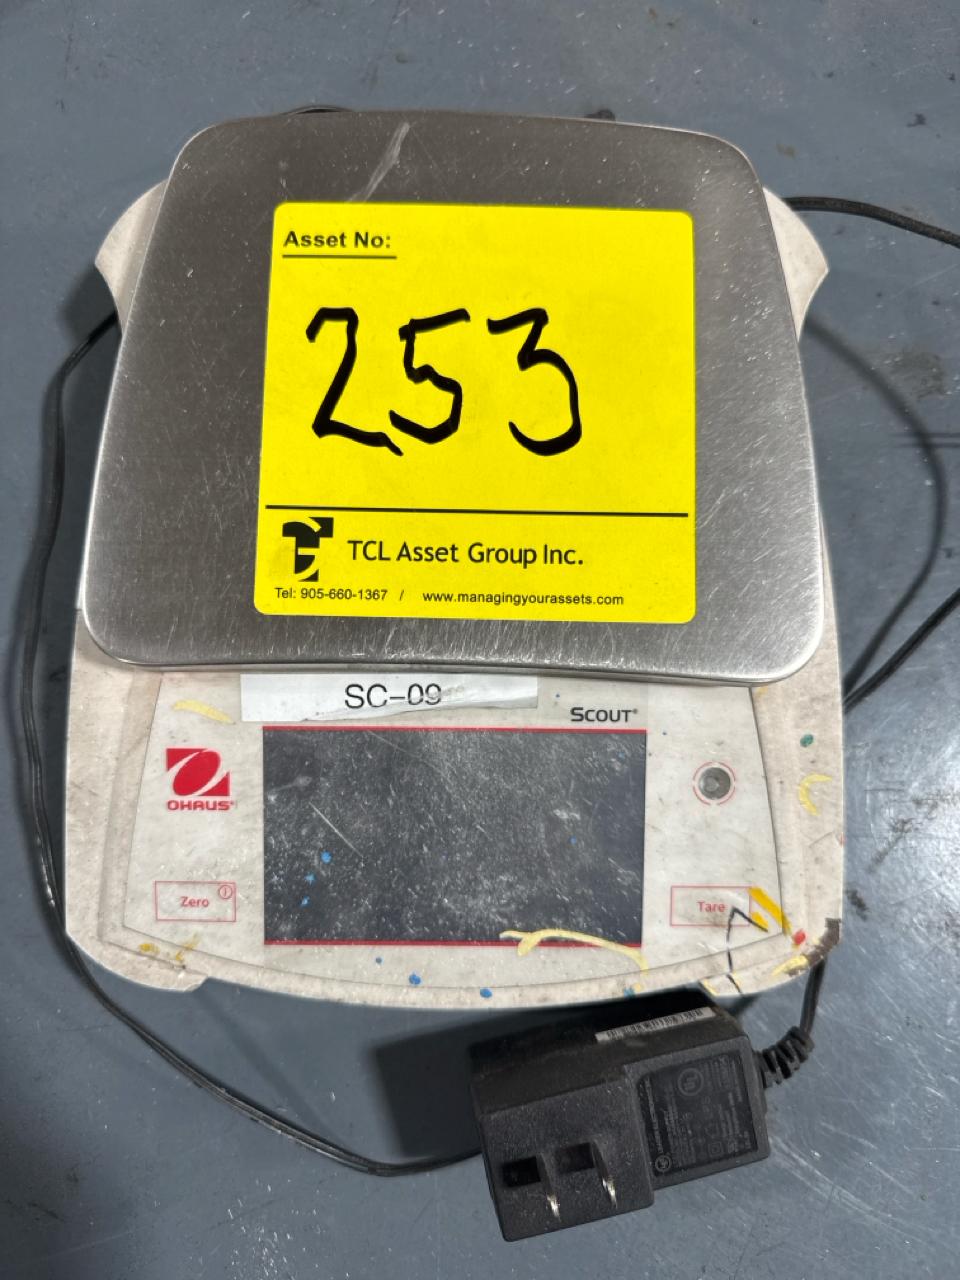 Asset No:
253
TCL Asset Group Inc.
Tel: 905-660-1367 / www.managingyourassets.com
SC-09
SCOUT®
OHAUS®
Zero
Tare